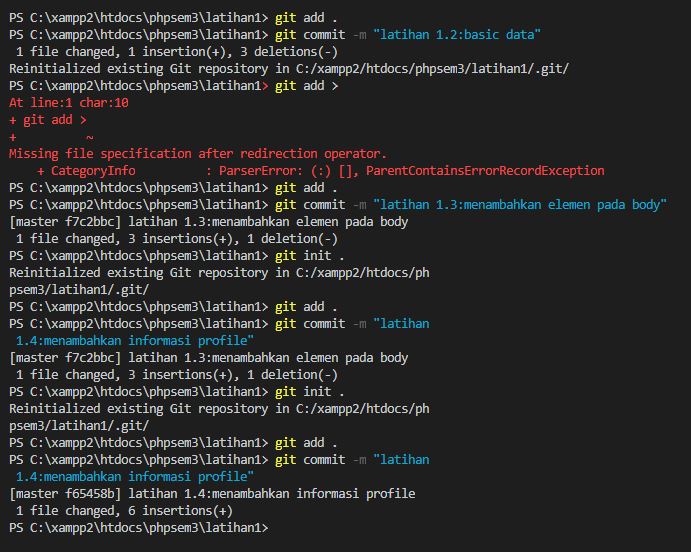 PS C:\xampp2\htdocs\phpsem3\latihan1> git add .
PS C:\xampp2\htdocs\phpsem3\latihan1> git commit -m "latihan 1.2:basic data"
 1 file changed, 1 insertion(+), 3 deletions(-)
Reinitialized existing Git repository in C:/xampp2/htdocs/phpsem3/latihan1/.git/
PS C:\xampp2\htdocs\phpsem3\latihan1> git add >
At line:1 char:10
+ git add >
+          ~
Missing file specification after redirection operator.
    + CategoryInfo          : ParserError: (:) [], ParentContainsErrorRecordException
PS C:\xampp2\htdocs\phpsem3\latihan1> git add .
PS C:\xampp2\htdocs\phpsem3\latihan1> git commit -m "latihan 1.3:menambahkan elemen pada body"
[master f7c2bbc] latihan 1.3:menambahkan elemen pada body
 1 file changed, 3 insertions(+), 1 deletion(-)
PS C:\xampp2\htdocs\phpsem3\latihan1> git init .
Reinitialized existing Git repository in C:/xampp2/htdocs/ph
psem3/latihan1/.git/
PS C:\xampp2\htdocs\phpsem3\latihan1> git add .
PS C:\xampp2\htdocs\phpsem3\latihan1> git commit -m "latihan
 1.4:menambahkan informasi profile"
[master f7c2bbc] latihan 1.3:menambahkan elemen pada body
 1 file changed, 3 insertions(+), 1 deletion(-)
PS C:\xampp2\htdocs\phpsem3\latihan1> git init .
Reinitialized existing Git repository in C:/xampp2/htdocs/ph
psem3/latihan1/.git/
PS C:\xampp2\htdocs\phpsem3\latihan1> git add .
PS C:\xampp2\htdocs\phpsem3\latihan1> git commit -m "latihan
 1.4:menambahkan informasi profile"
[master f65458b] latihan 1.4:menambahkan informasi profile
 1 file changed, 6 insertions(+)
PS C:\xampp2\htdocs\phpsem3\latihan1>